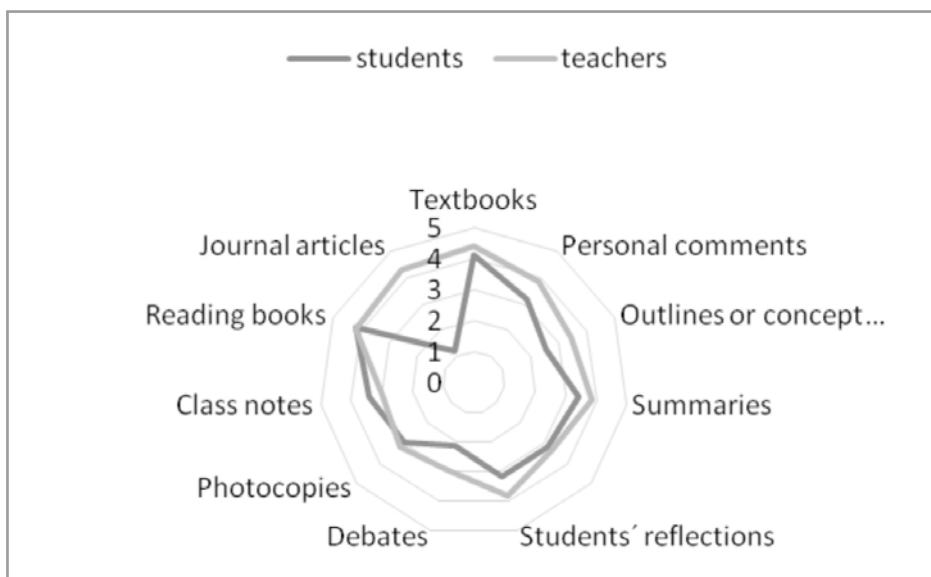 students teachers
Textbooks
Journal articles
Personal comments
Reading books
Outlines or concept...
Class notes
Summaries
Photocopies
Debates
Students´ reflections
5
4
3
2
1
0